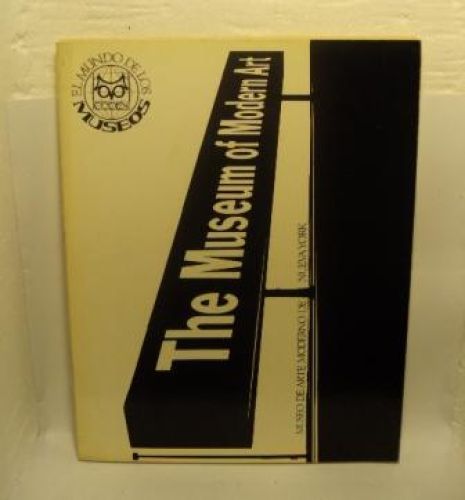 EL MUNDO DE LOS
MUSEOS
The Museum of Modern Art
MUSEO DE ARTE MODERNO DE NUEVA YORK